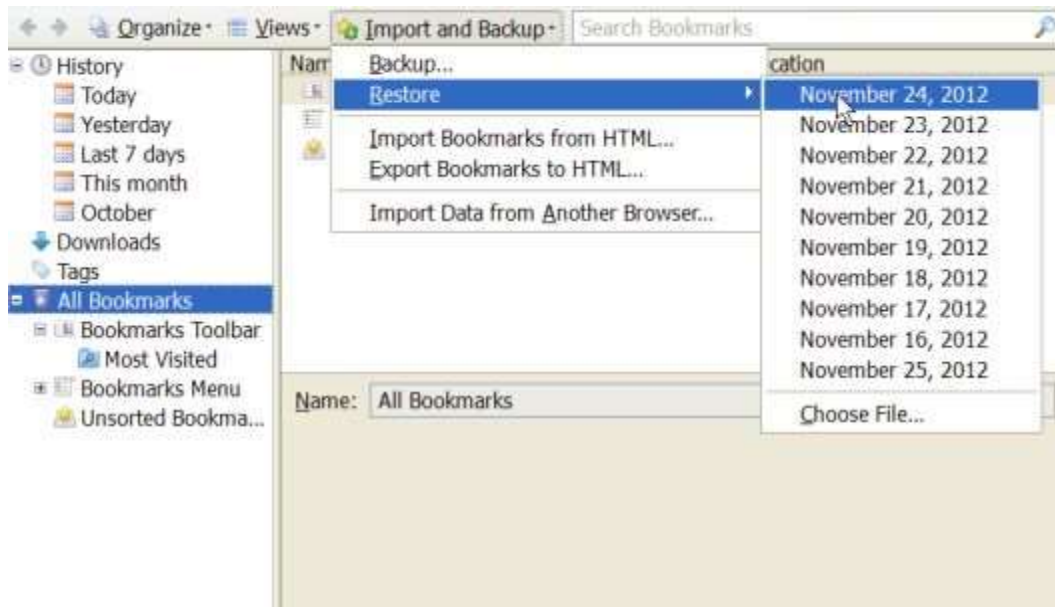 Organize Views Import and Backup Search Bookmarks
History
Today
Yesterday
Last 7 days
This month
October
Downloads
Tags
All Bookmarks
Bookmarks Toolbar
Most Visited
Bookmarks Menu
Unsorted Bookma...
Nam
cation
Backup...
Restore
Import Bookmarks from HTML...
Export Bookmarks to HTML...
Import Data from Another Browser...
November 24, 2012
November 23, 2012
November 22, 2012
November 21, 2012
November 20, 2012
November 19, 2012
November 18, 2012
November 17, 2012
November 16, 2012
November 25, 2012
Choose File...
Name: All Bookmarks